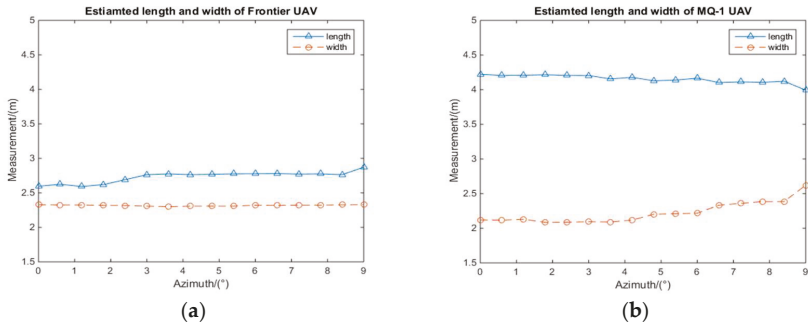 Estiamted length and width of Frontier UAV
length
width
Measurement/(m)
5
4.5
4
3.5
3
2.5
2
1.5
0 1 2 3 4 5 6 7 8 9
Azimuth/(°)
(a)
Estiamted length and width of MQ-1 UAV
length
width
Measurement/(m)
5
4.5
4
3.5
3
2.5
2
1.5
0 1 2 3 4 5 6 7 8 9
Azimuth/(°)
(b)